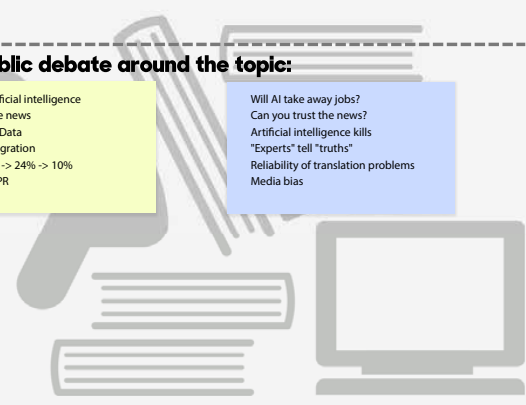 blic debate around the topic:
ficial intelligence
e news
Data
gration
-> 24% -> 10%
PR
Will AI take away jobs?
Can you trust the news?
Artificial intelligence kills
"Experts" tell "truths"
Reliability of translation problems
Media bias